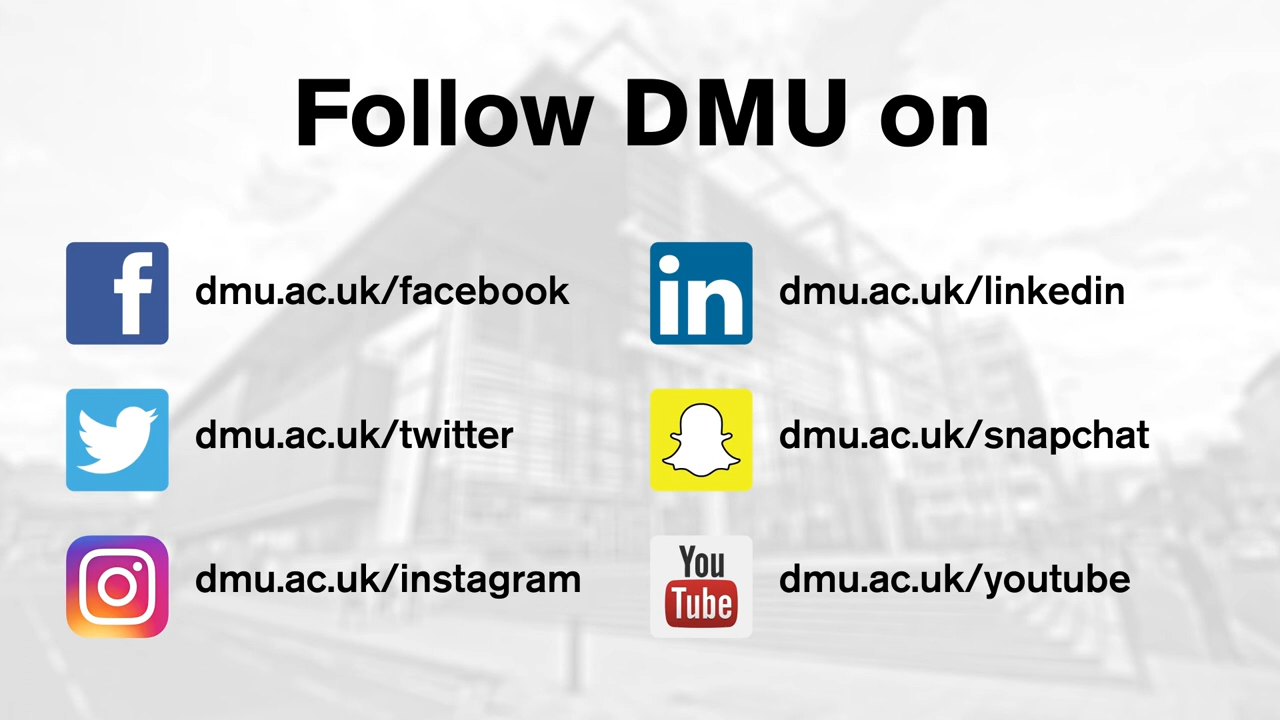 Follow DMU on
f dmu.ac.uk/facebook
in dmu.ac.uk/linkedin
dmu.ac.uk/twitter
dmu.ac.uk/snapchat
dmu.ac.uk/instagram
You
Tube
dmu.ac.uk/youtube